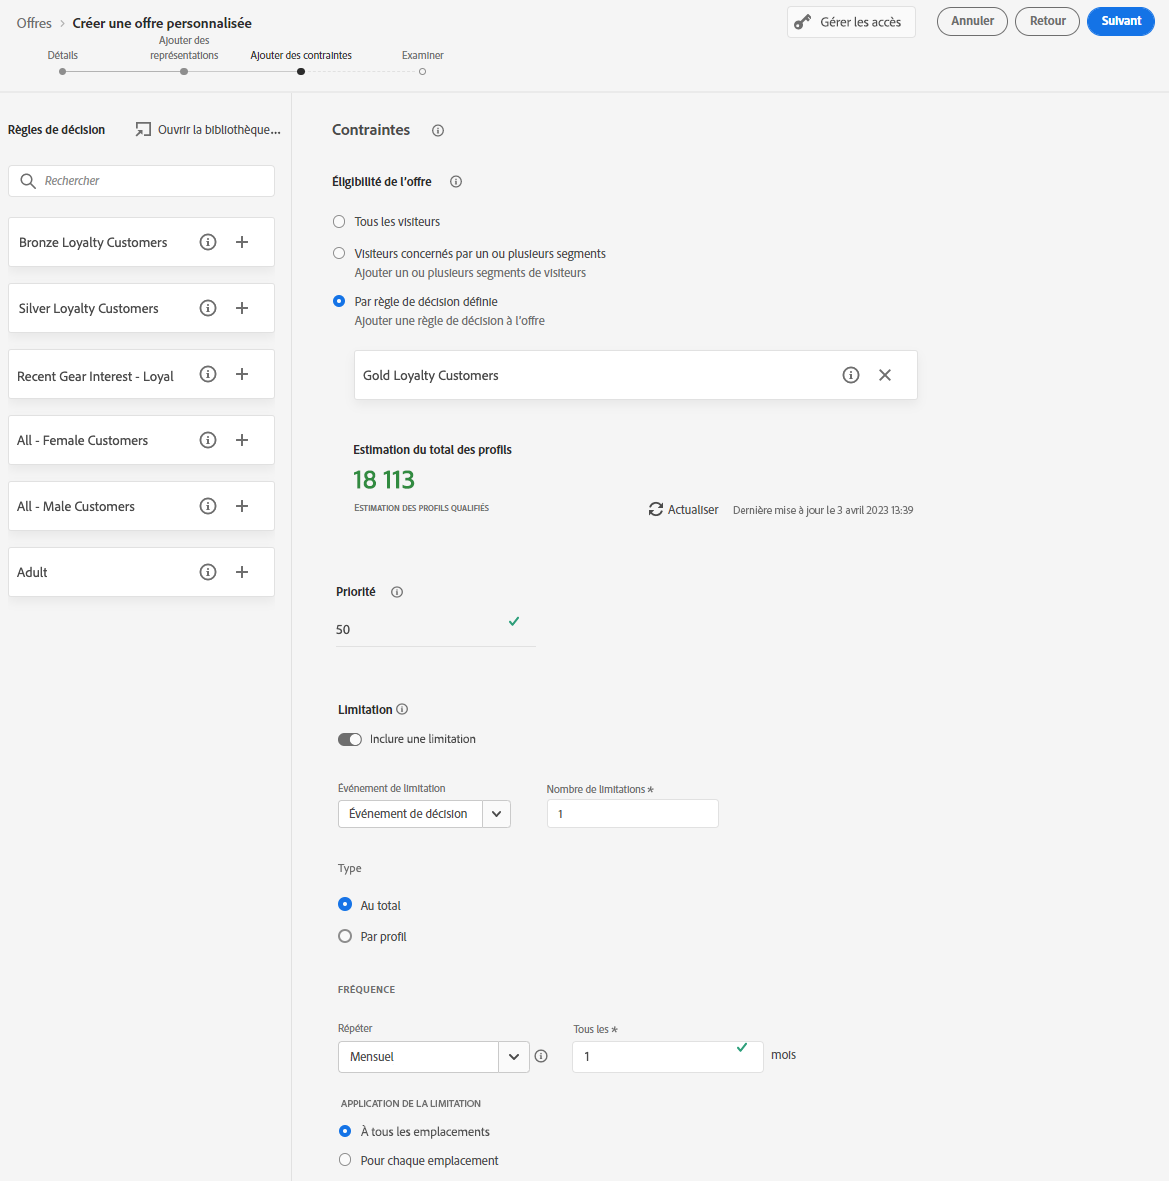 Offres > Créer une offre personnalisée
Gérer les accès
Annuler
Retour
Suivant
Détails
Ajouter des
représentations
Ajouter des contraintes
Examiner
Règles de décision
Ouvrir la bibliothèque...
Rechercher
Bronze Loyalty Customers
Silver Loyalty Customers
Recent Gear Interest - Loyal
All - Female Customers
All - Male Customers
Adult
Contraintes
Éligibilité de l'offre
Tous les visiteurs
Visiteurs concernés par un ou plusieurs segments
Ajouter un ou plusieurs segments de visiteurs
Par règle de décision définie
Ajouter une règle de décision à l'offre
Gold Loyalty Customers
Estimation du total des profils
18 113
ESTIMATION DES PROFILS QUALIFIÉS
Actualiser
Dernière mise à jour le 3 avril 2023 13:39
Priorité
50
Limitation
Inclure une limitation
Événement de limitation
Nombre de limitations *
Événement de décision
1
Type
Au total
Par profil
FRÉQUENCE
Répéter
Tous les *
Mensuel
1
mois
APPLICATION DE LA LIMITATION
À tous les emplacements
Pour chaque emplacement